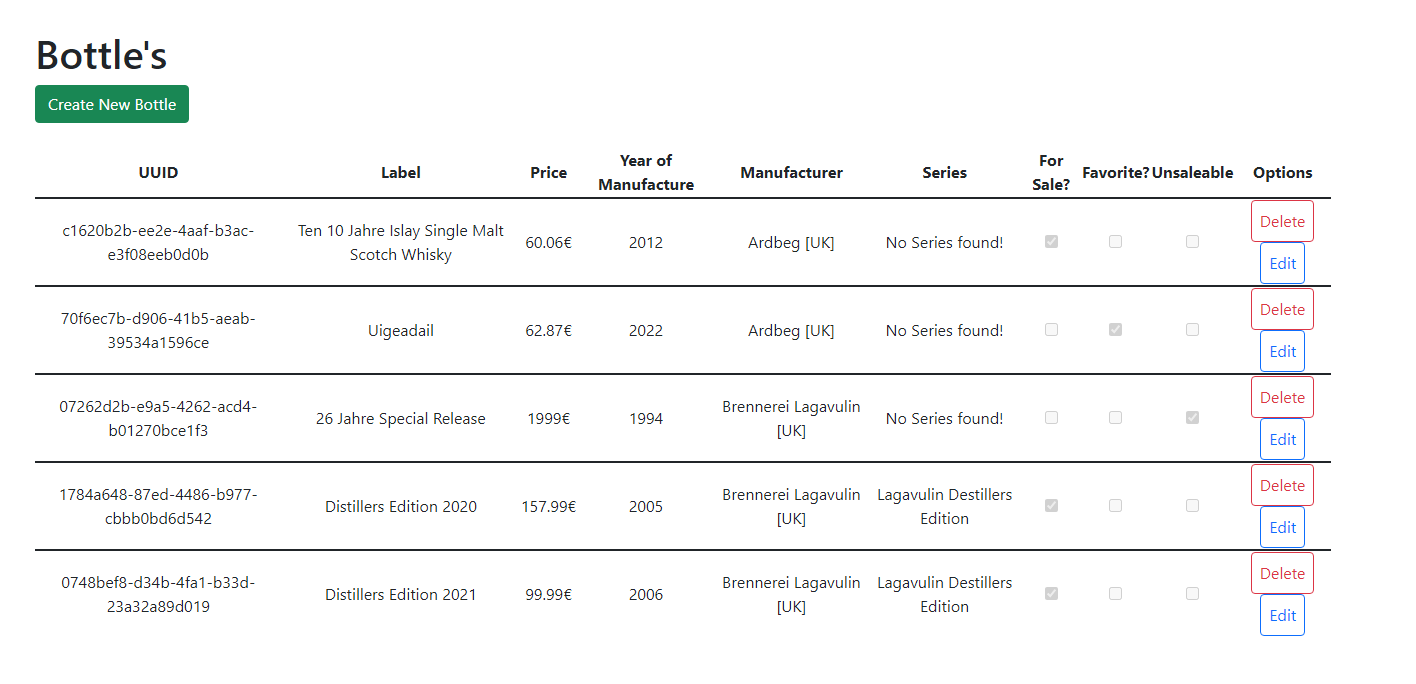 Bottle's
Create New Bottle
UUID Label Price Year of Manufacture Manufacturer Series For Sale? Favorite? Unsaleable Options
c1620b2b-ee2e-4aaf-b3ac-e3f08eeb0d0b Ten 10 Jahre Islay Single Malt Scotch Whisky 60.06€ 2012 Ardbeg [UK] No Series found! Delete Edit
70f6ec7b-d906-41b5-aeab-39534a1596ce Uigeadail 62.87€ 2022 Ardbeg [UK] No Series found! Delete Edit
07262d2b-e9a5-4262-acd4-b01270bce1f3 26 Jahre Special Release 1999€ 1994 Brennerei Lagavulin [UK] No Series found! Delete Edit
1784a648-87ed-4486-b977-cbbb0bd6d542 Distillers Edition 2020 157.99€ 2005 Brennerei Lagavulin [UK] Lagavulin Destillers Edition Delete Edit
0748bef8-d34b-4fa1-b33d-23a32a89d019 Distillers Edition 2021 99.99€ 2006 Brennerei Lagavulin [UK] Lagavulin Destillers Edition Delete Edit